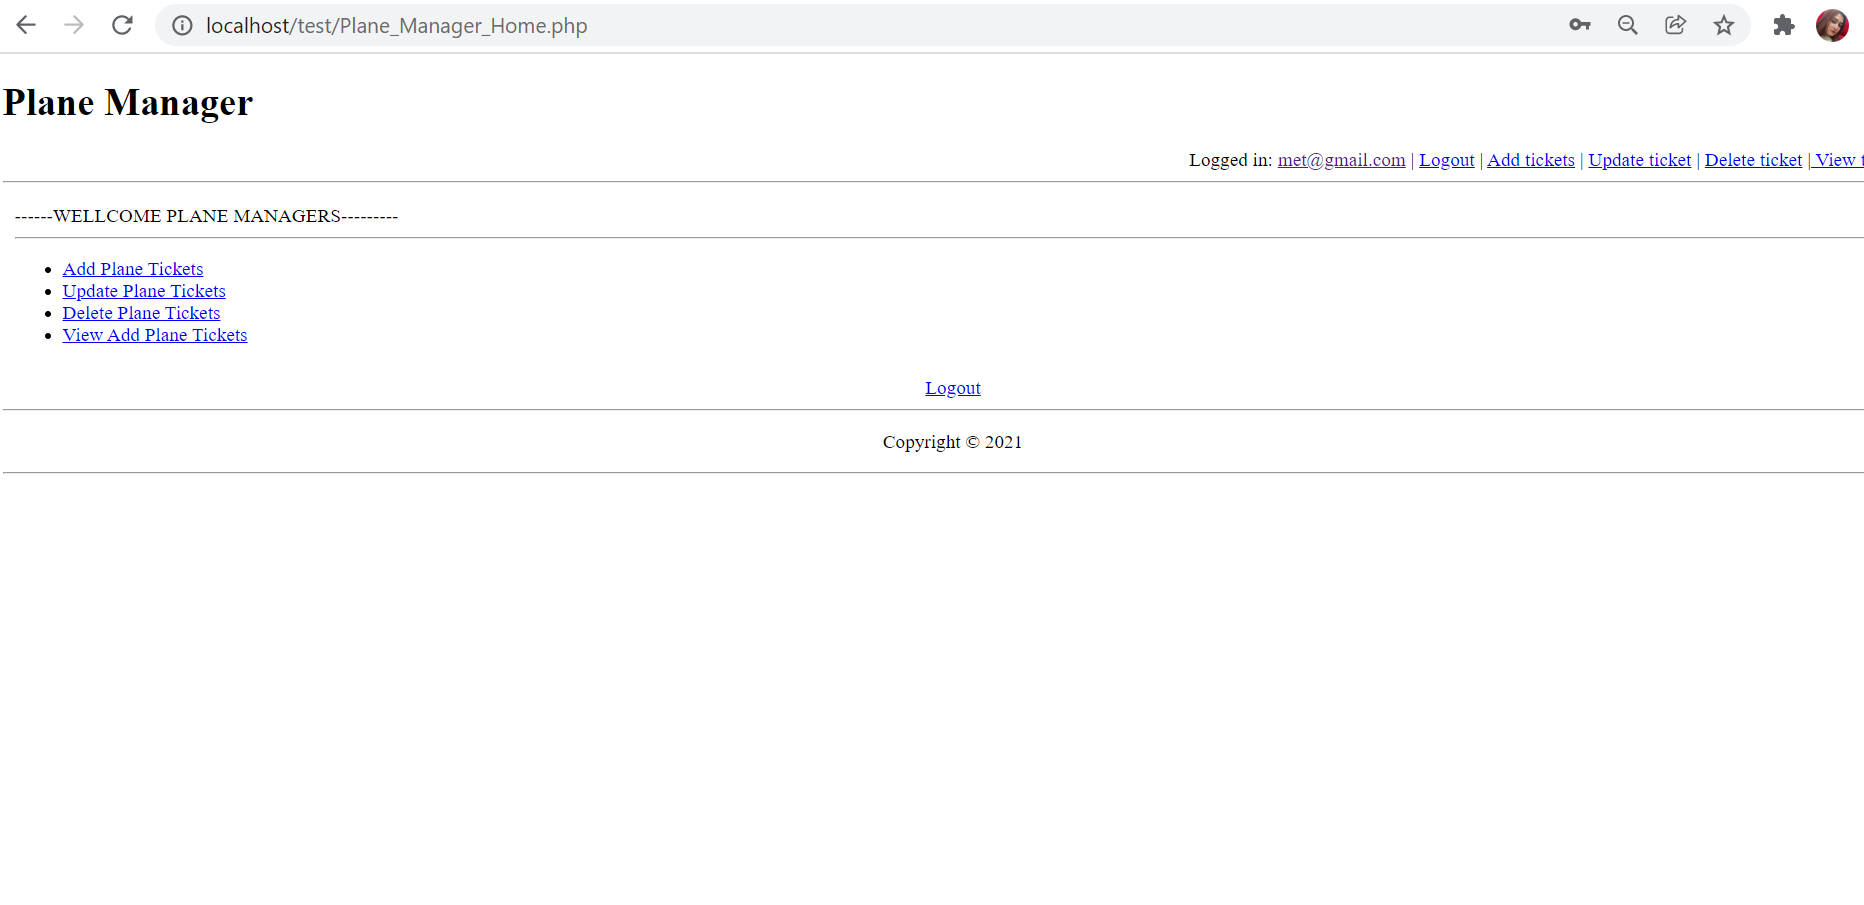 localhost/test/Plane_Manager_Home.php
Plane Manager
Logged in: met@gmail.com | Logout | Add tickets | Update ticket | Delete ticket | View t
------WELLCOME PLANE MANAGERS---------
Add Plane Tickets
Update Plane Tickets
Delete Plane Tickets
View Add Plane Tickets
Logout
Copyright © 2021